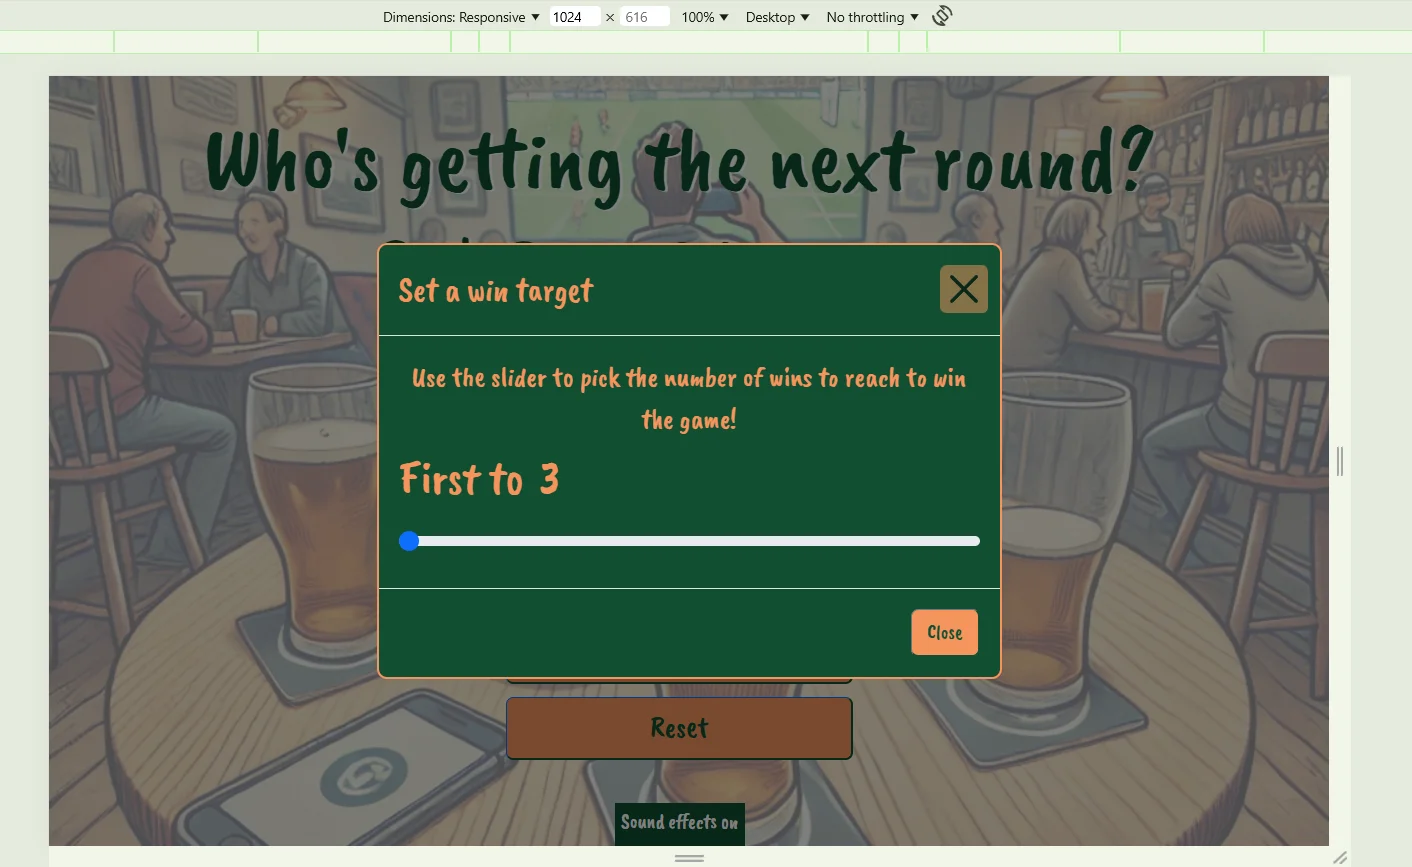 Dimensions: Responsive ▼ 1024 × 616 100% ▼ Desktop ▼ No throttling ▼
Who's getting the next round?
Set a win target
Use the slider to pick the number of wins to reach to win
the game!
First to 3
Close
Reset
Sound effects on